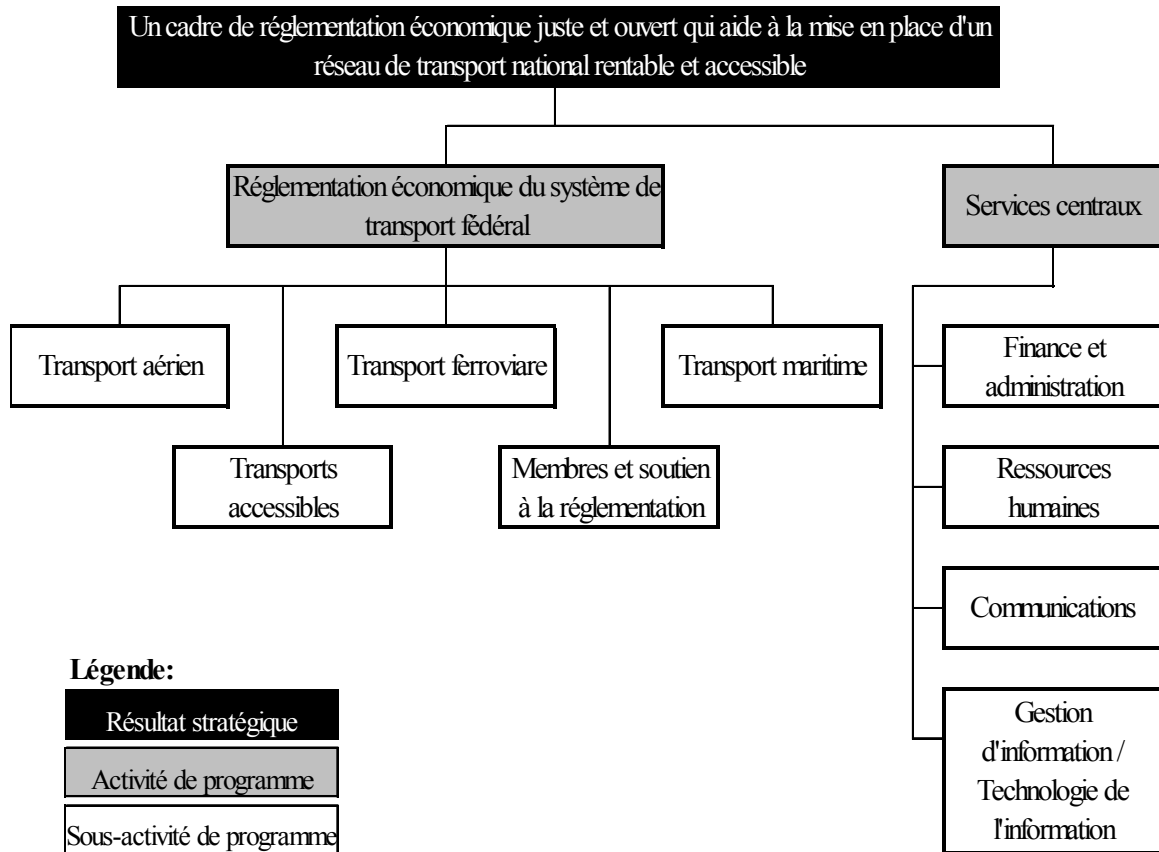 Un cadre de réglementation économique juste et ouvert qui aide à la mise en place d'un
réseau de transport national rentable et accessible
Réglementation économique du système de
transport fédéral
Services centraux
Transport aérien
Transport ferroviare
Transport maritime
Transports
accessibles
Membres et soutien
à la réglementation
Finance et
administration
Ressources
humaines
Communications
Gestion
d'information /
Technologie de
l'information
Légende:
Résultat stratégique
Activité de programme
Sous-activité de programme